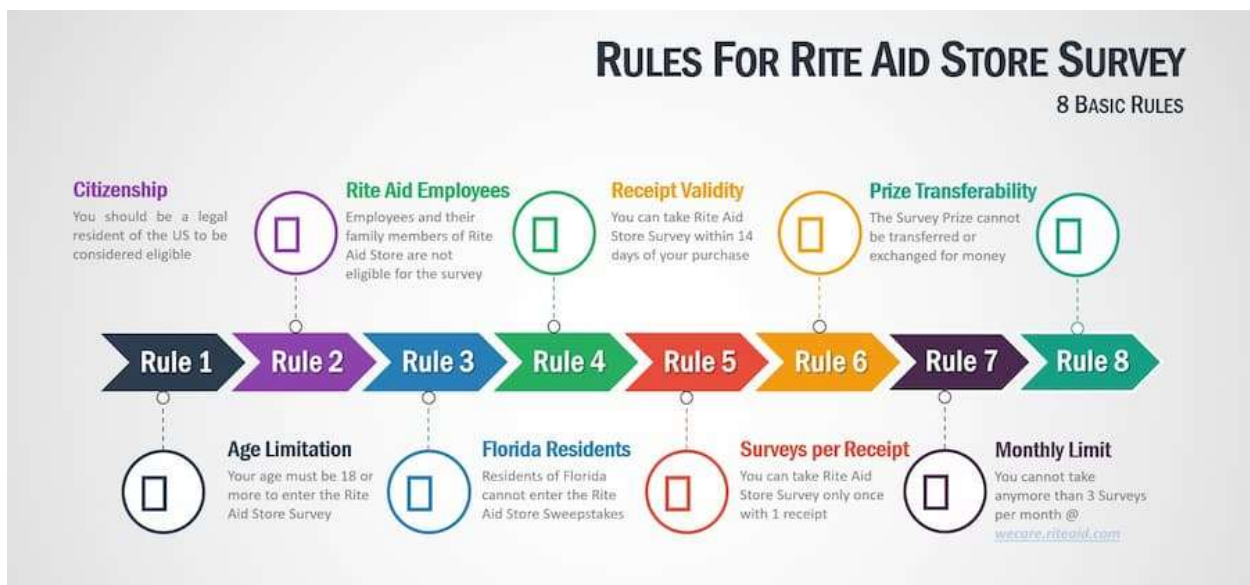 RULES FOR RITE AID STORE SURVEY
8 BASIC RULES
Citizenship
You should be a legal
resident of the US to be
considered eligible
Rite Aid Employees
Employees and their
family members of Rite
Aid Store are not
eligible for the survey
Receipt Validity
You can take Rite Aid
Store Survey within 14
days of your purchase
Prize Transferability
The Survey Prize cannot
be transferred or
exchanged for money
Rule 1
Rule 2
Rule 3
Rule 4
Rule 5
Rule 6
Rule 7
Rule 8
Age Limitation
Your age must be 18 or
more to enter the Rite
Aid Store Survey
Florida Residents
Residents of Florida
cannot enter the Rite
Aid Store Sweepstakes
Surveys per Receipt
You can take Rite Aid
Store Survey only once
with 1 receipt
Monthly Limit
You cannot take
anymore than 3 Surveys
per month @
wecare.riteaid.com